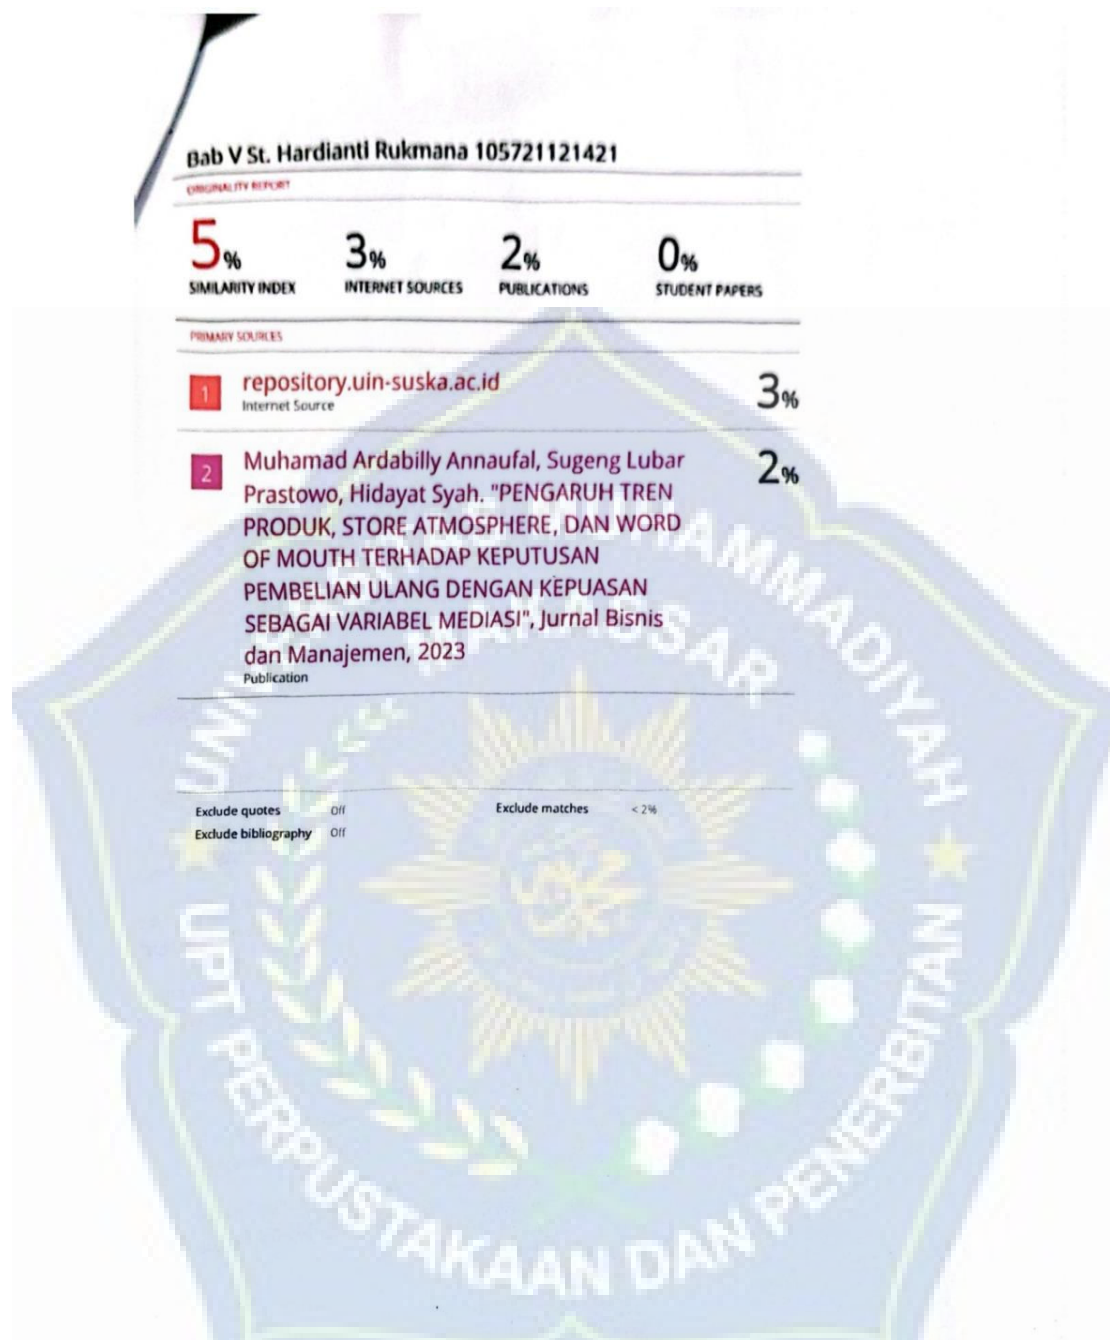 Bab V St. Hardianti Rukmana 105721121421
ORIGINALITY REPORT
5% 3% 2% 0%
SIMILARITY INDEX INTERNET SOURCES PUBLICATIONS STUDENT PAPERS
PRIMARY SOURCES
1 repository.uin-suska.ac.id 3%
Internet Source
2 Muhamad Ardabilly Annaufal, Sugeng Lubar 2%
Prastowo, Hidayat Syah. "PENGARUH TREN
PRODUK, STORE ATMOSPHERE, DAN WORD
OF MOUTH TERHADAP KEPUTUSAN
PEMBELIAN ULANG DENGAN KEPUASAN
SEBAGAI VARIABEL MEDIASI", Jurnal Bisnis
dan Manajemen, 2023
Publication
Exclude quotes Off Exclude matches < 2%
Exclude bibliography Off
MUHAMMADIYAH
MAKASSAR
UPT PERPUSTAKAAN DAN PENERBITAN